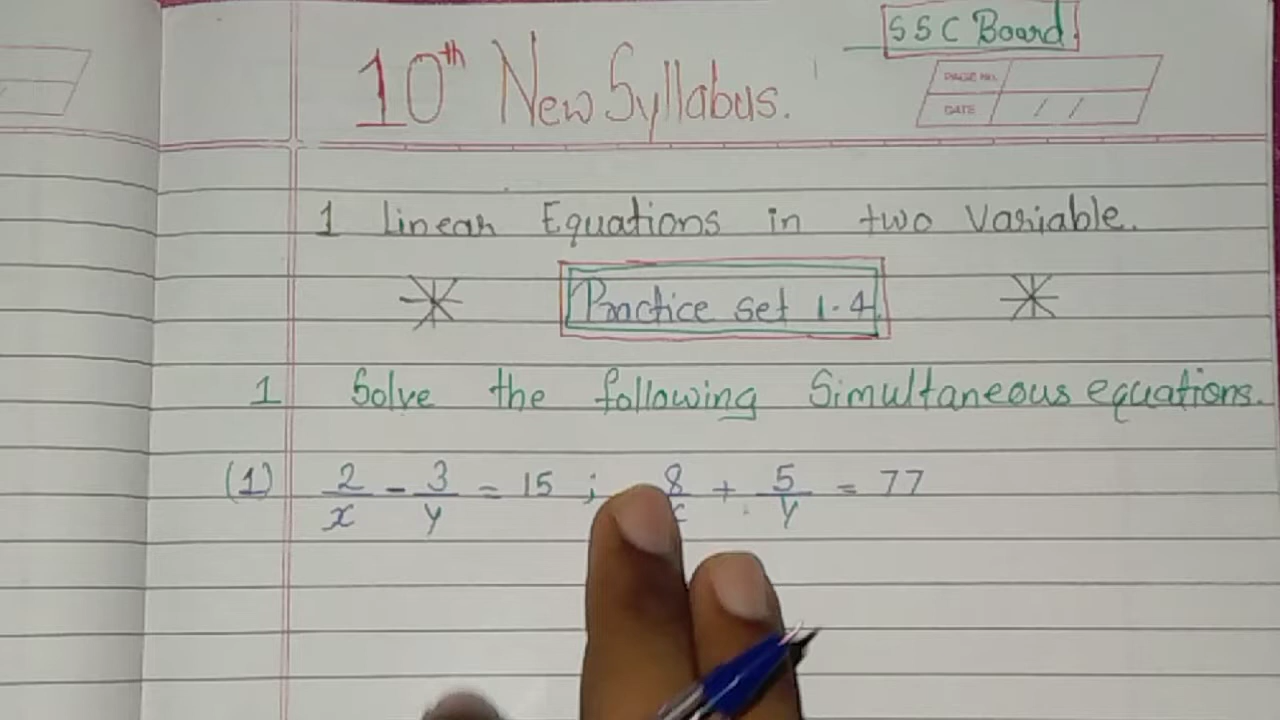 SSC Board
10th New Syllabus.
PAGE NO.
DATE / /
1 Linear Equations in two Variable.
Practice set 1.4
1 Solve the following Simultaneous equations.
(1) 2/x - 3/y = 15 ; 8/x + 5/y = 77